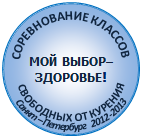 СОРЕВНОВАНИЕ КЛАССОВ
МОЙ ВЫБОР–
ЗДОРОВЬЕ!
СВОБОДНЫХ ОТ КУРЕНИЯ
Санкт-Петербург 2012-2013